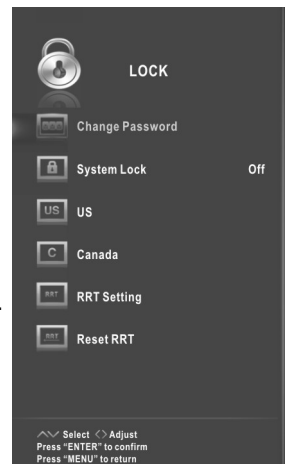 LOCK
Change Password
System Lock Off
US US
C Canada
RRT RRT Setting
Reset RRT
Select Adjust
Press “ENTER” to confirm
Press “MENU” to return